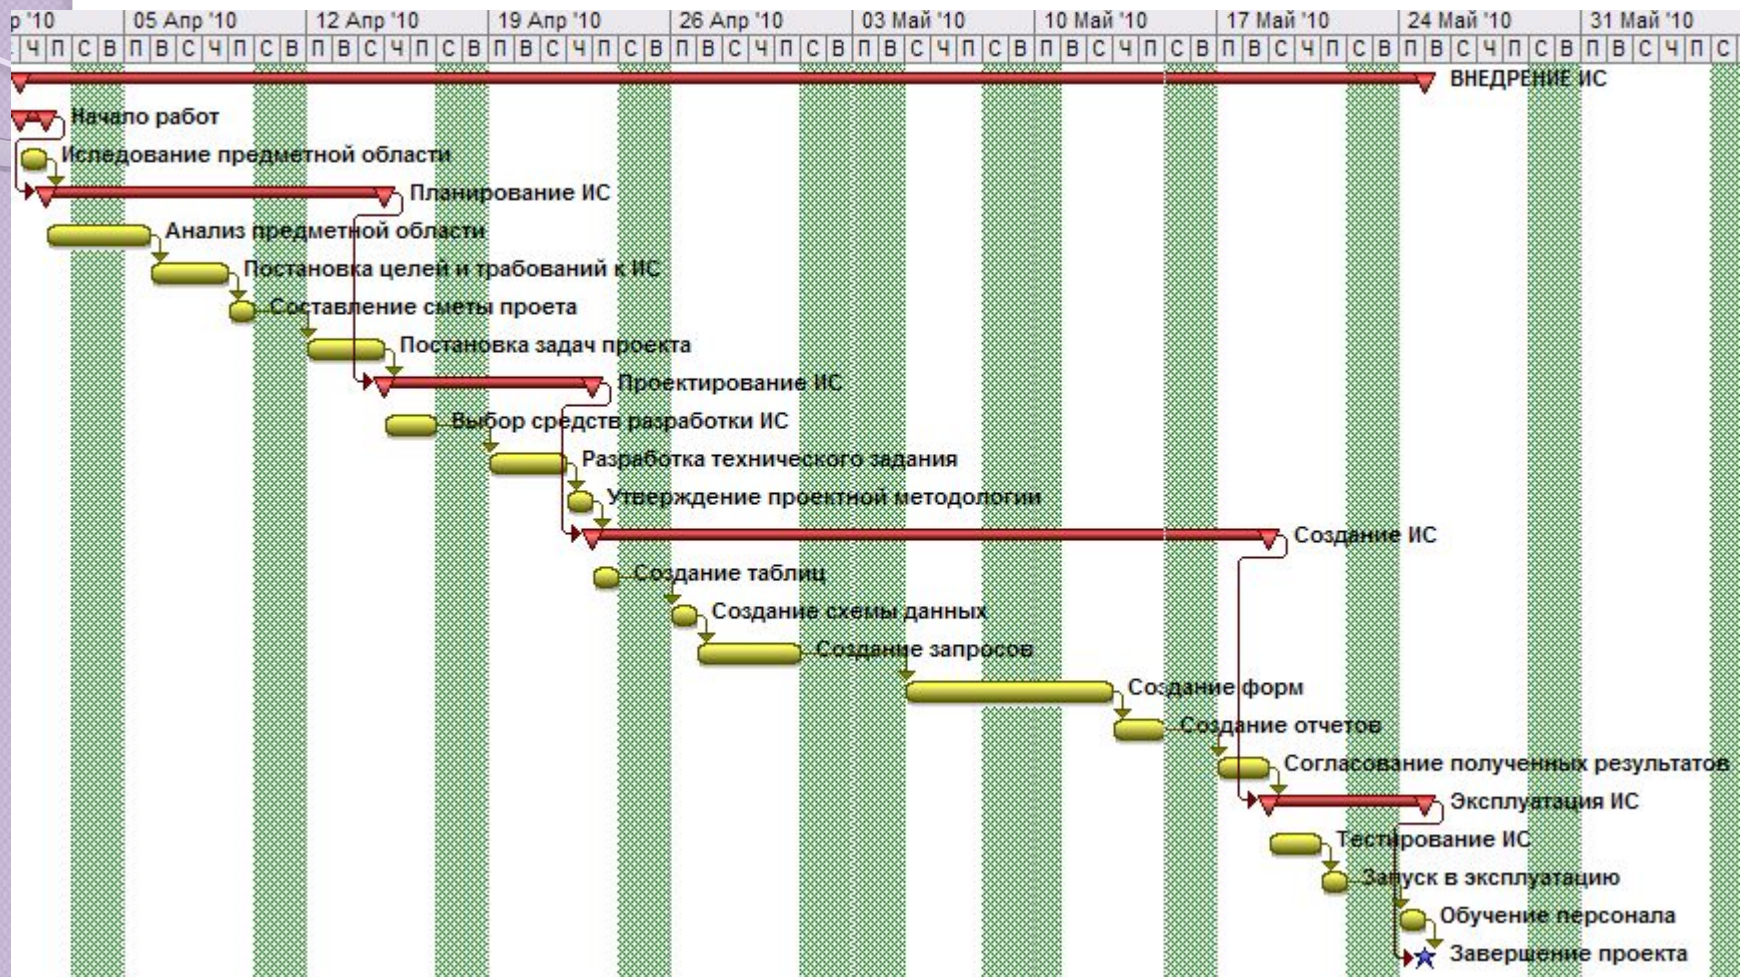 р '10 05 Апр '10 12 Апр '10 19 Апр '10 26 Апр '10 03 Май '10 10 Май '10 17 Май '10 24 Май '10 31 Май '10
Ч П С В П В С Ч П С В П В С Ч П С В П В С Ч П С В П В С Ч П С В П В С Ч П С В П В С Ч П С В П В С Ч П С В П В С Ч П С В П В С Ч П С
ВНЕДРЕНИЕ ИС
Начало работ
Иследование предметной области
Планирование ИС
Анализ предметной области
Постановка целей и трабований к ИС
Составление сметы проета
Постановка задач проекта
Проектирование ИС
Выбор средств разработки ИС
Разработка технического задания
Утверждение проектной методологии
Создание ИС
Создание таблиц
Создание схемы данных
Создание запросов
Создание форм
Создание отчетов
Согласование полученных результатов
Эксплуатация ИС
Тестирование ИС
Запуск в эксплуатацию
Обучение персонала
Завершение проекта